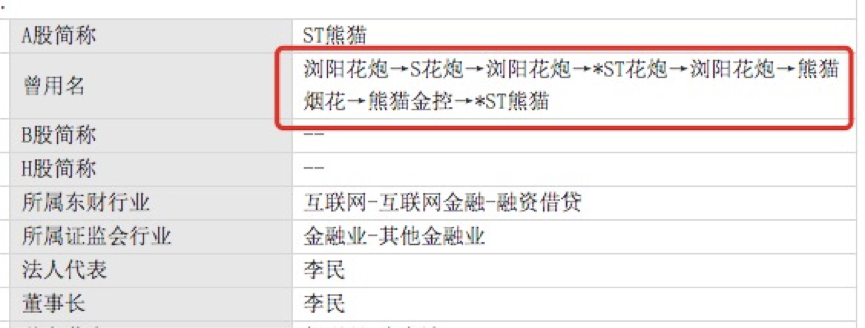 A股简称 ST熊猫
曾用名 浏阳花炮→S花炮→浏阳花炮→*ST花炮→浏阳花炮→熊猫
烟花→熊猫金控→*ST熊猫
B股简称 --
H股简称 --
所属东财行业 互联网-互联网金融-融资借贷
所属证监会行业 金融业-其他金融业
法人代表 李民
董事长 李民